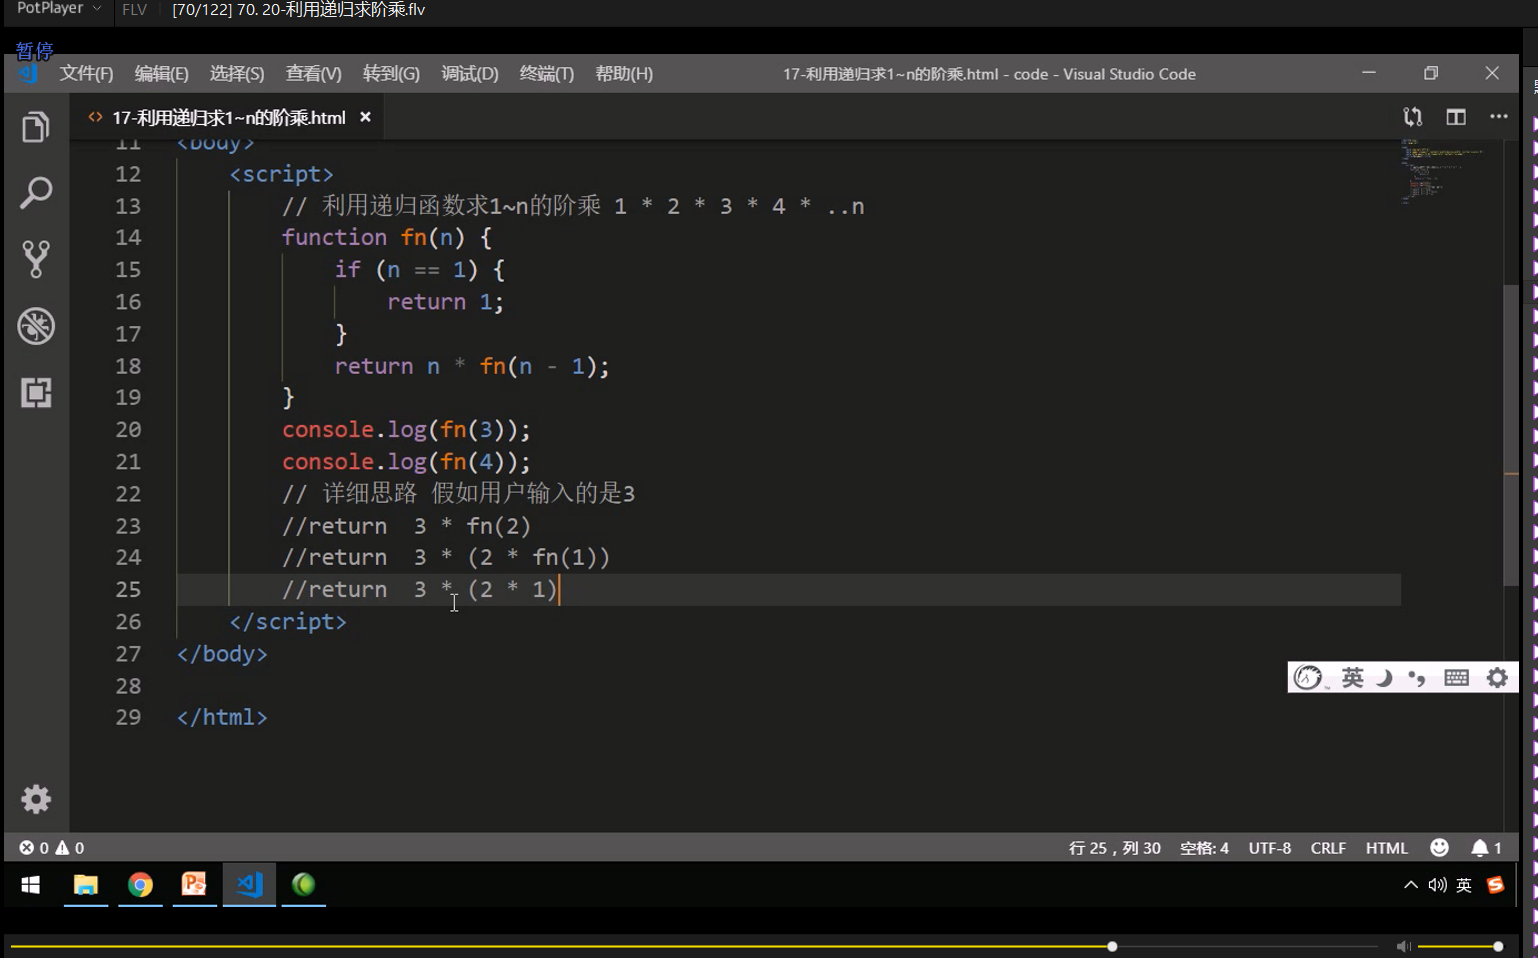 PotPlayer FLV [70/122] 70. 20-利用递归求阶乘.flv
暂停
文件(F) 编辑(E) 选择(S) 查看(V) 转到(G) 调试(D) 终端(T) 帮助(H) 17-利用递归求1~n的阶乘.html - code - Visual Studio Code
17-利用递归求1~n的阶乘.html
11 <body>
12 <script>
13 // 利用递归函数求1~n的阶乘 1 * 2 * 3 * 4 * ..n
14 function fn(n) {
15 if (n == 1) {
16 return 1;
17 }
18 return n * fn(n - 1);
19 }
20 console.log(fn(3));
21 console.log(fn(4));
22 // 详细思路 假如用户输入的是3
23 //return 3 * fn(2)
24 //return 3 * (2 * fn(1))
25 //return 3 * (2 * 1)
26 </script>
27 </body>
28
29 </html>
英
0 0 行 25，列 30 空格: 4 UTF-8 CRLF HTML 1
英